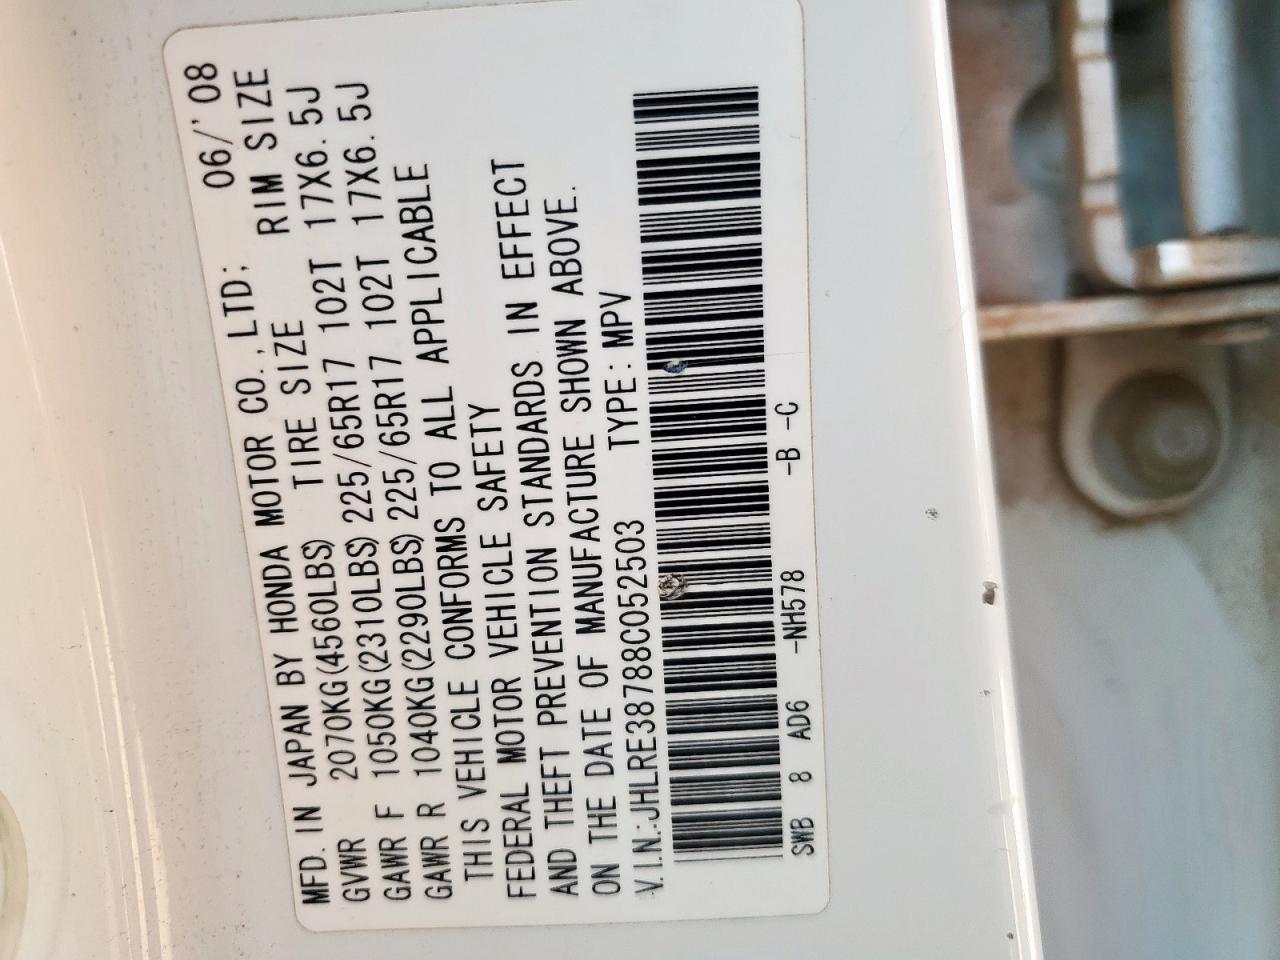 MFD. IN JAPAN BY HONDA MOTOR CO., LTD; 06/'08
GVWR 2070KG(4560LBS) TIRE SIZE RIM SIZE
GAWR F 1050KG(2310LBS) 225/65R17 102T 17X6.5J
GAWR R 1040KG(2290LBS) 225/65R17 102T 17X6.5J
THIS VEHICLE CONFORMS TO ALL APPLICABLE
FEDERAL MOTOR VEHICLE SAFETY
AND THEFT PREVENTION STANDARDS IN EFFECT
ON THE DATE OF MANUFACTURE SHOWN ABOVE.
V.I.N.:JHLRE38788C052503 TYPE:MPV
SWB 8 AD6 -NH578 -B -C